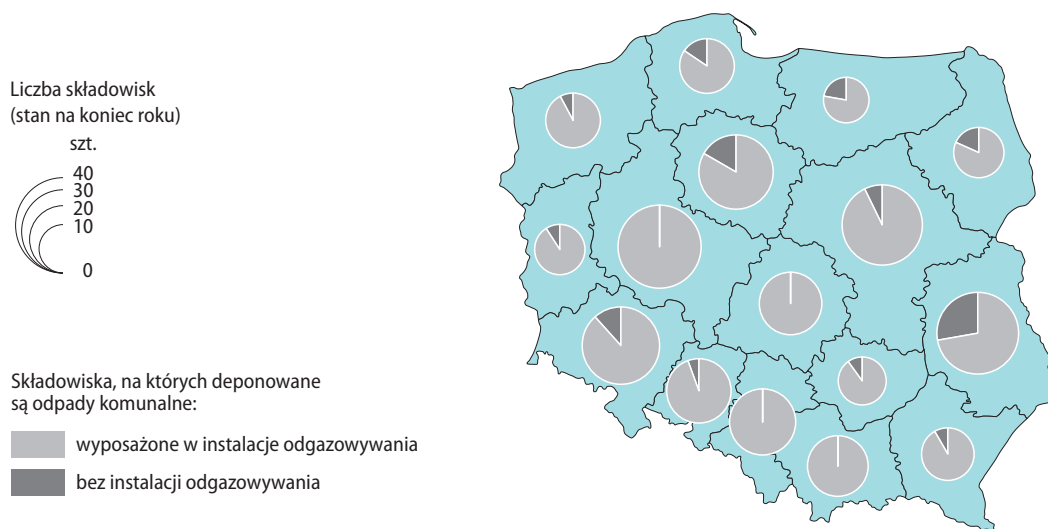 Liczba składowisk
(stan na koniec roku)
szt.
40
30
20
10
0
Składowiska, na których deponowane
są odpady komunalne:
wyposażone w instalacje odgazowywania
bez instalacji odgazowywania